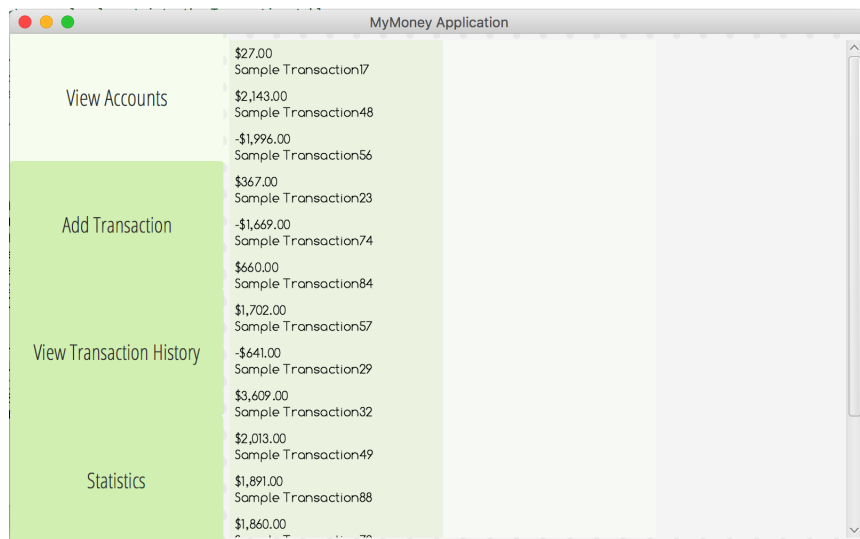 MyMoney Application
View Accounts
Add Transaction
View Transaction History
Statistics
$27.00
Sample Transaction17
$2,143.00
Sample Transaction48
-$1,996.00
Sample Transaction56
$367.00
Sample Transaction23
-$1,669.00
Sample Transaction74
$660.00
Sample Transaction84
$1,702.00
Sample Transaction57
-$641.00
Sample Transaction29
$3,609.00
Sample Transaction32
$2,013.00
Sample Transaction49
$1,891.00
Sample Transaction88
$1,860.00